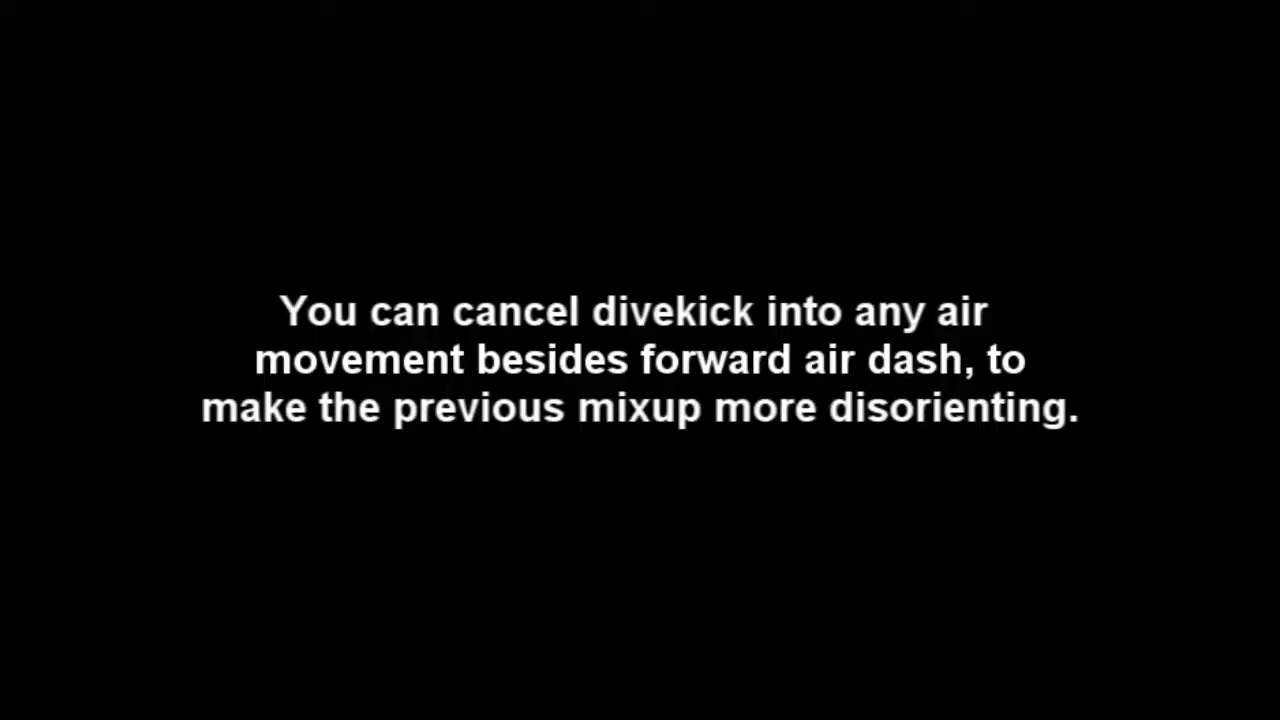 You can cancel divekick into any air
movement besides forward air dash, to
make the previous mixup more disorienting.